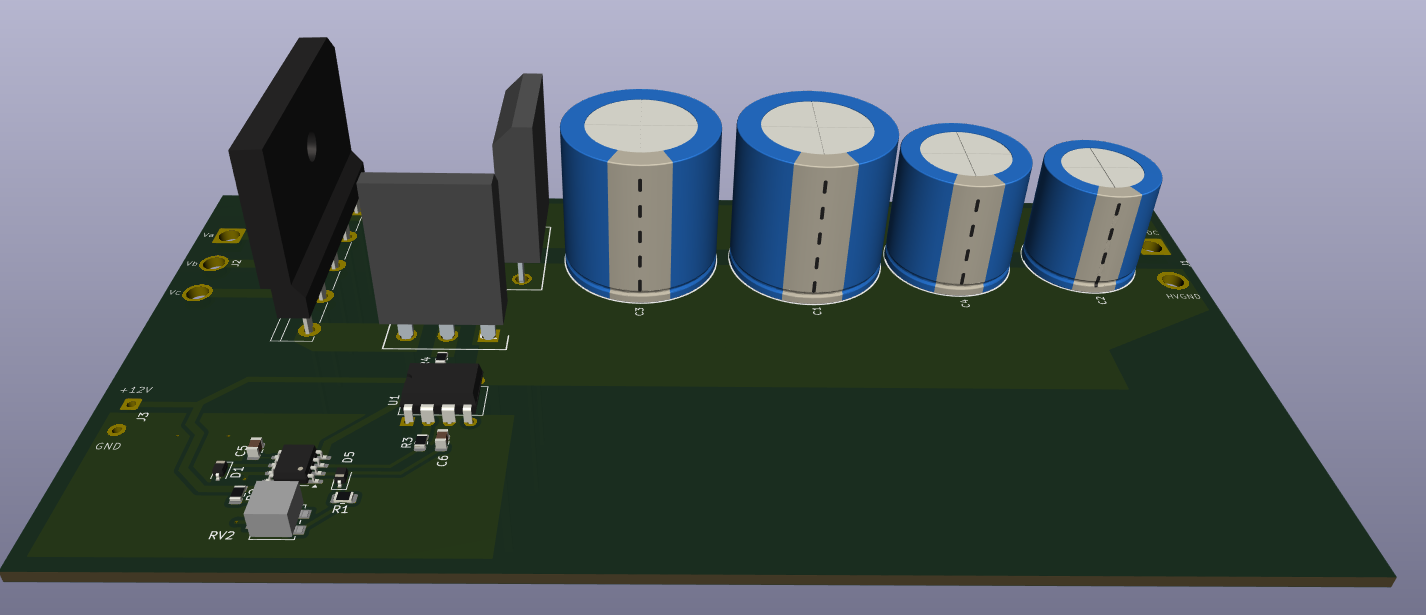 Va
Vb
J2
Vc
DC
J1
HVGND
C3
C1
C4
C2
+12V
J3
GND
U1
R3
C6
C5
D1
D5
R1
RV2